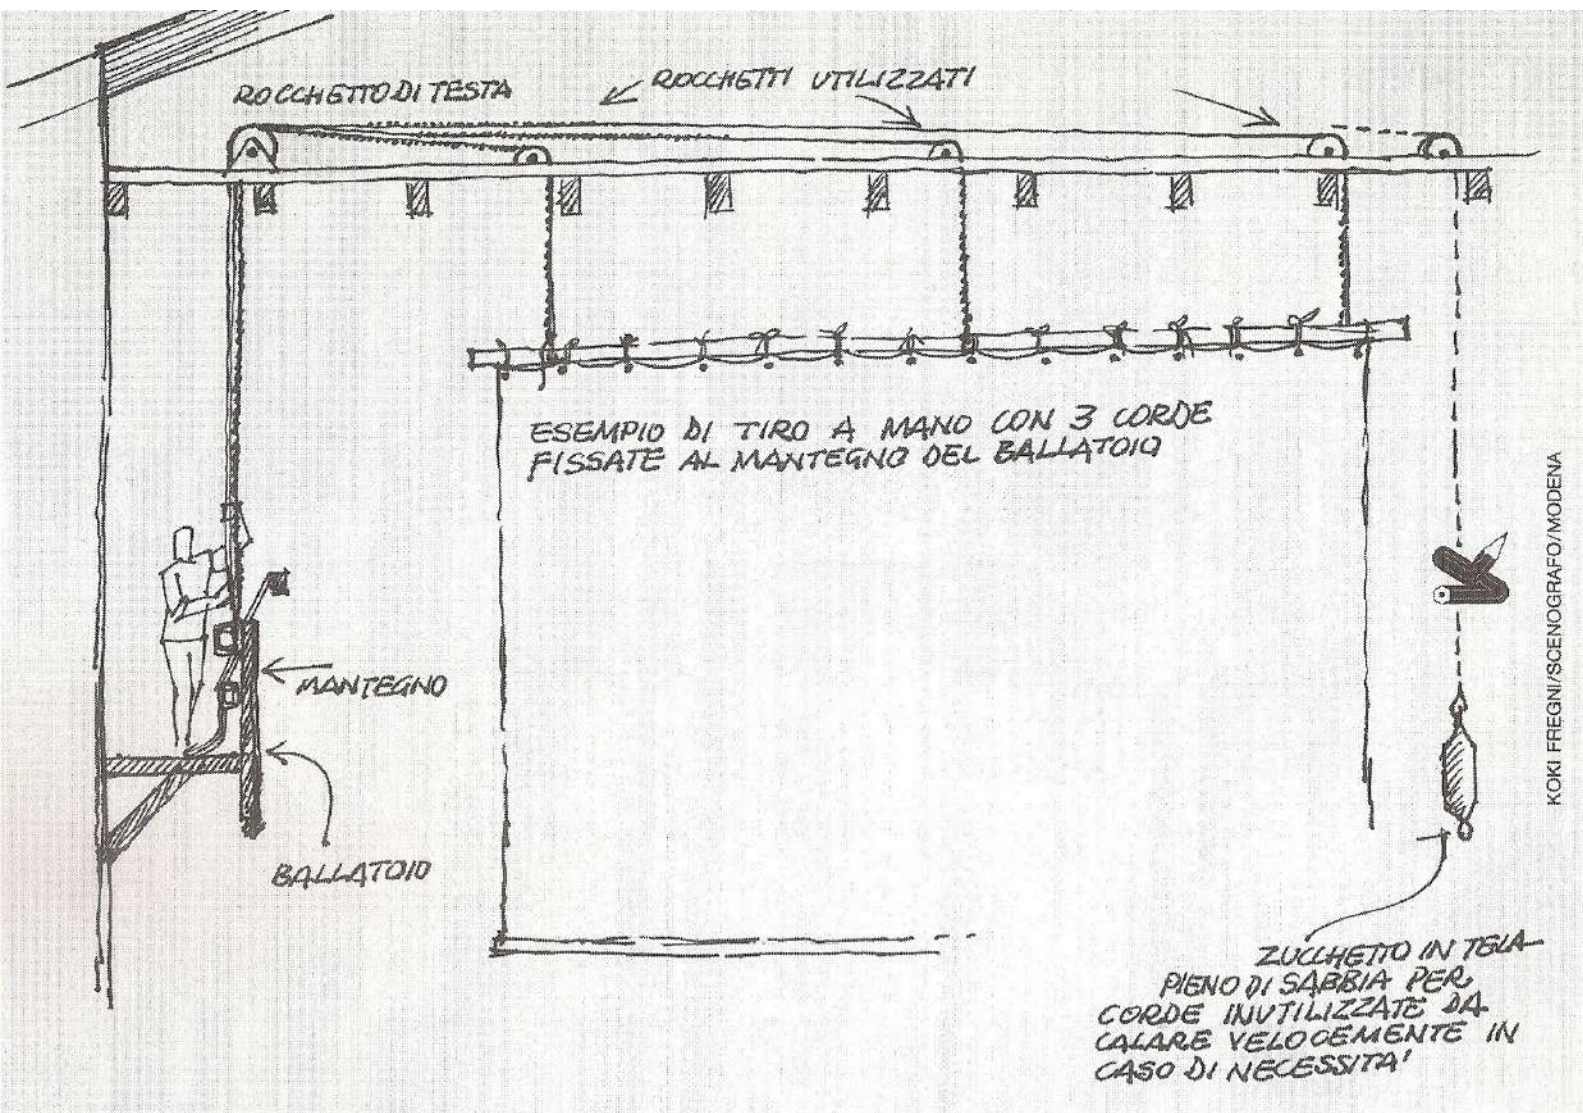 ROCCHETTO DI TESTA
ROCCHETTI UTILIZZATI
ESEMPIO DI TIRO A MANO CON 3 CORDE
FISSATE AL MANTEGNO DEL BALLATOIO
MANTEGNO
BALLATOIO
ZUCCHETTO IN TELA
PIENO DI SABBIA PER
CORDE INUTILIZZATE DA
CALARE VELOCEMENTE IN
CASO DI NECESSITA'
KOKI FREGNI/SCENOGRAFO/MODENA